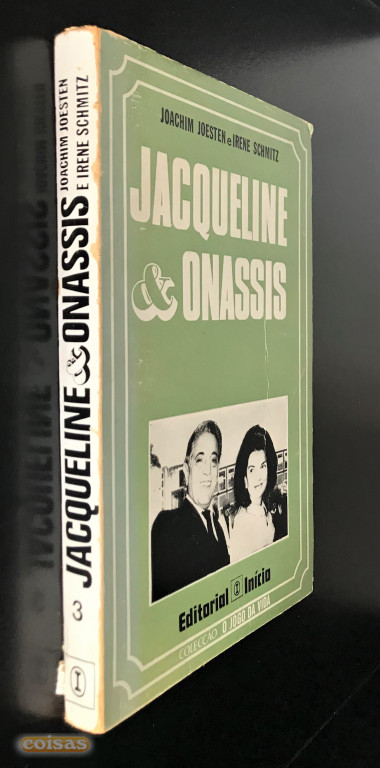 JOACHIM JOESTEN e IRENE SCHMITZ
JACQUELINE
& ONASSIS
Editorial I Início
COLECÇÃO O JOGO DA VIDA
JACQUELINE & ONASSIS
JOACHIM JOESTEN
E IRENE SCHMITZ
3
I
coisas